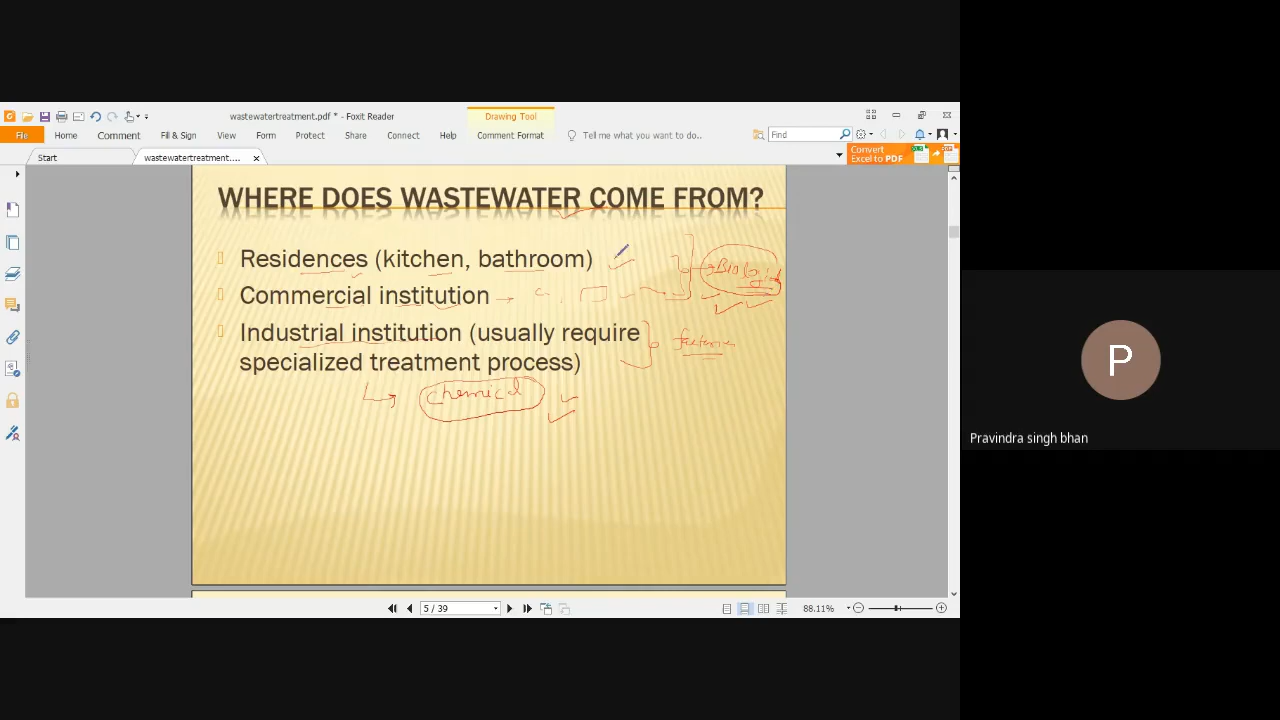 wastewatertreatment.pdf * - Foxit Reader
Drawing Tool
File Home Comment Fill & Sign View Form Protect Share Connect Help Comment Format Tell me what you want to do.. Find
Start wastewatertreatment....
Convert
Excel to PDF
WHERE DOES WASTEWATER COME FROM?
Residences (kitchen, bathroom)
Biological
Commercial institution
Industrial institution (usually require
specialized treatment process)
factories
chemical
5 / 39
88.11%
P
Pravindra singh bhan